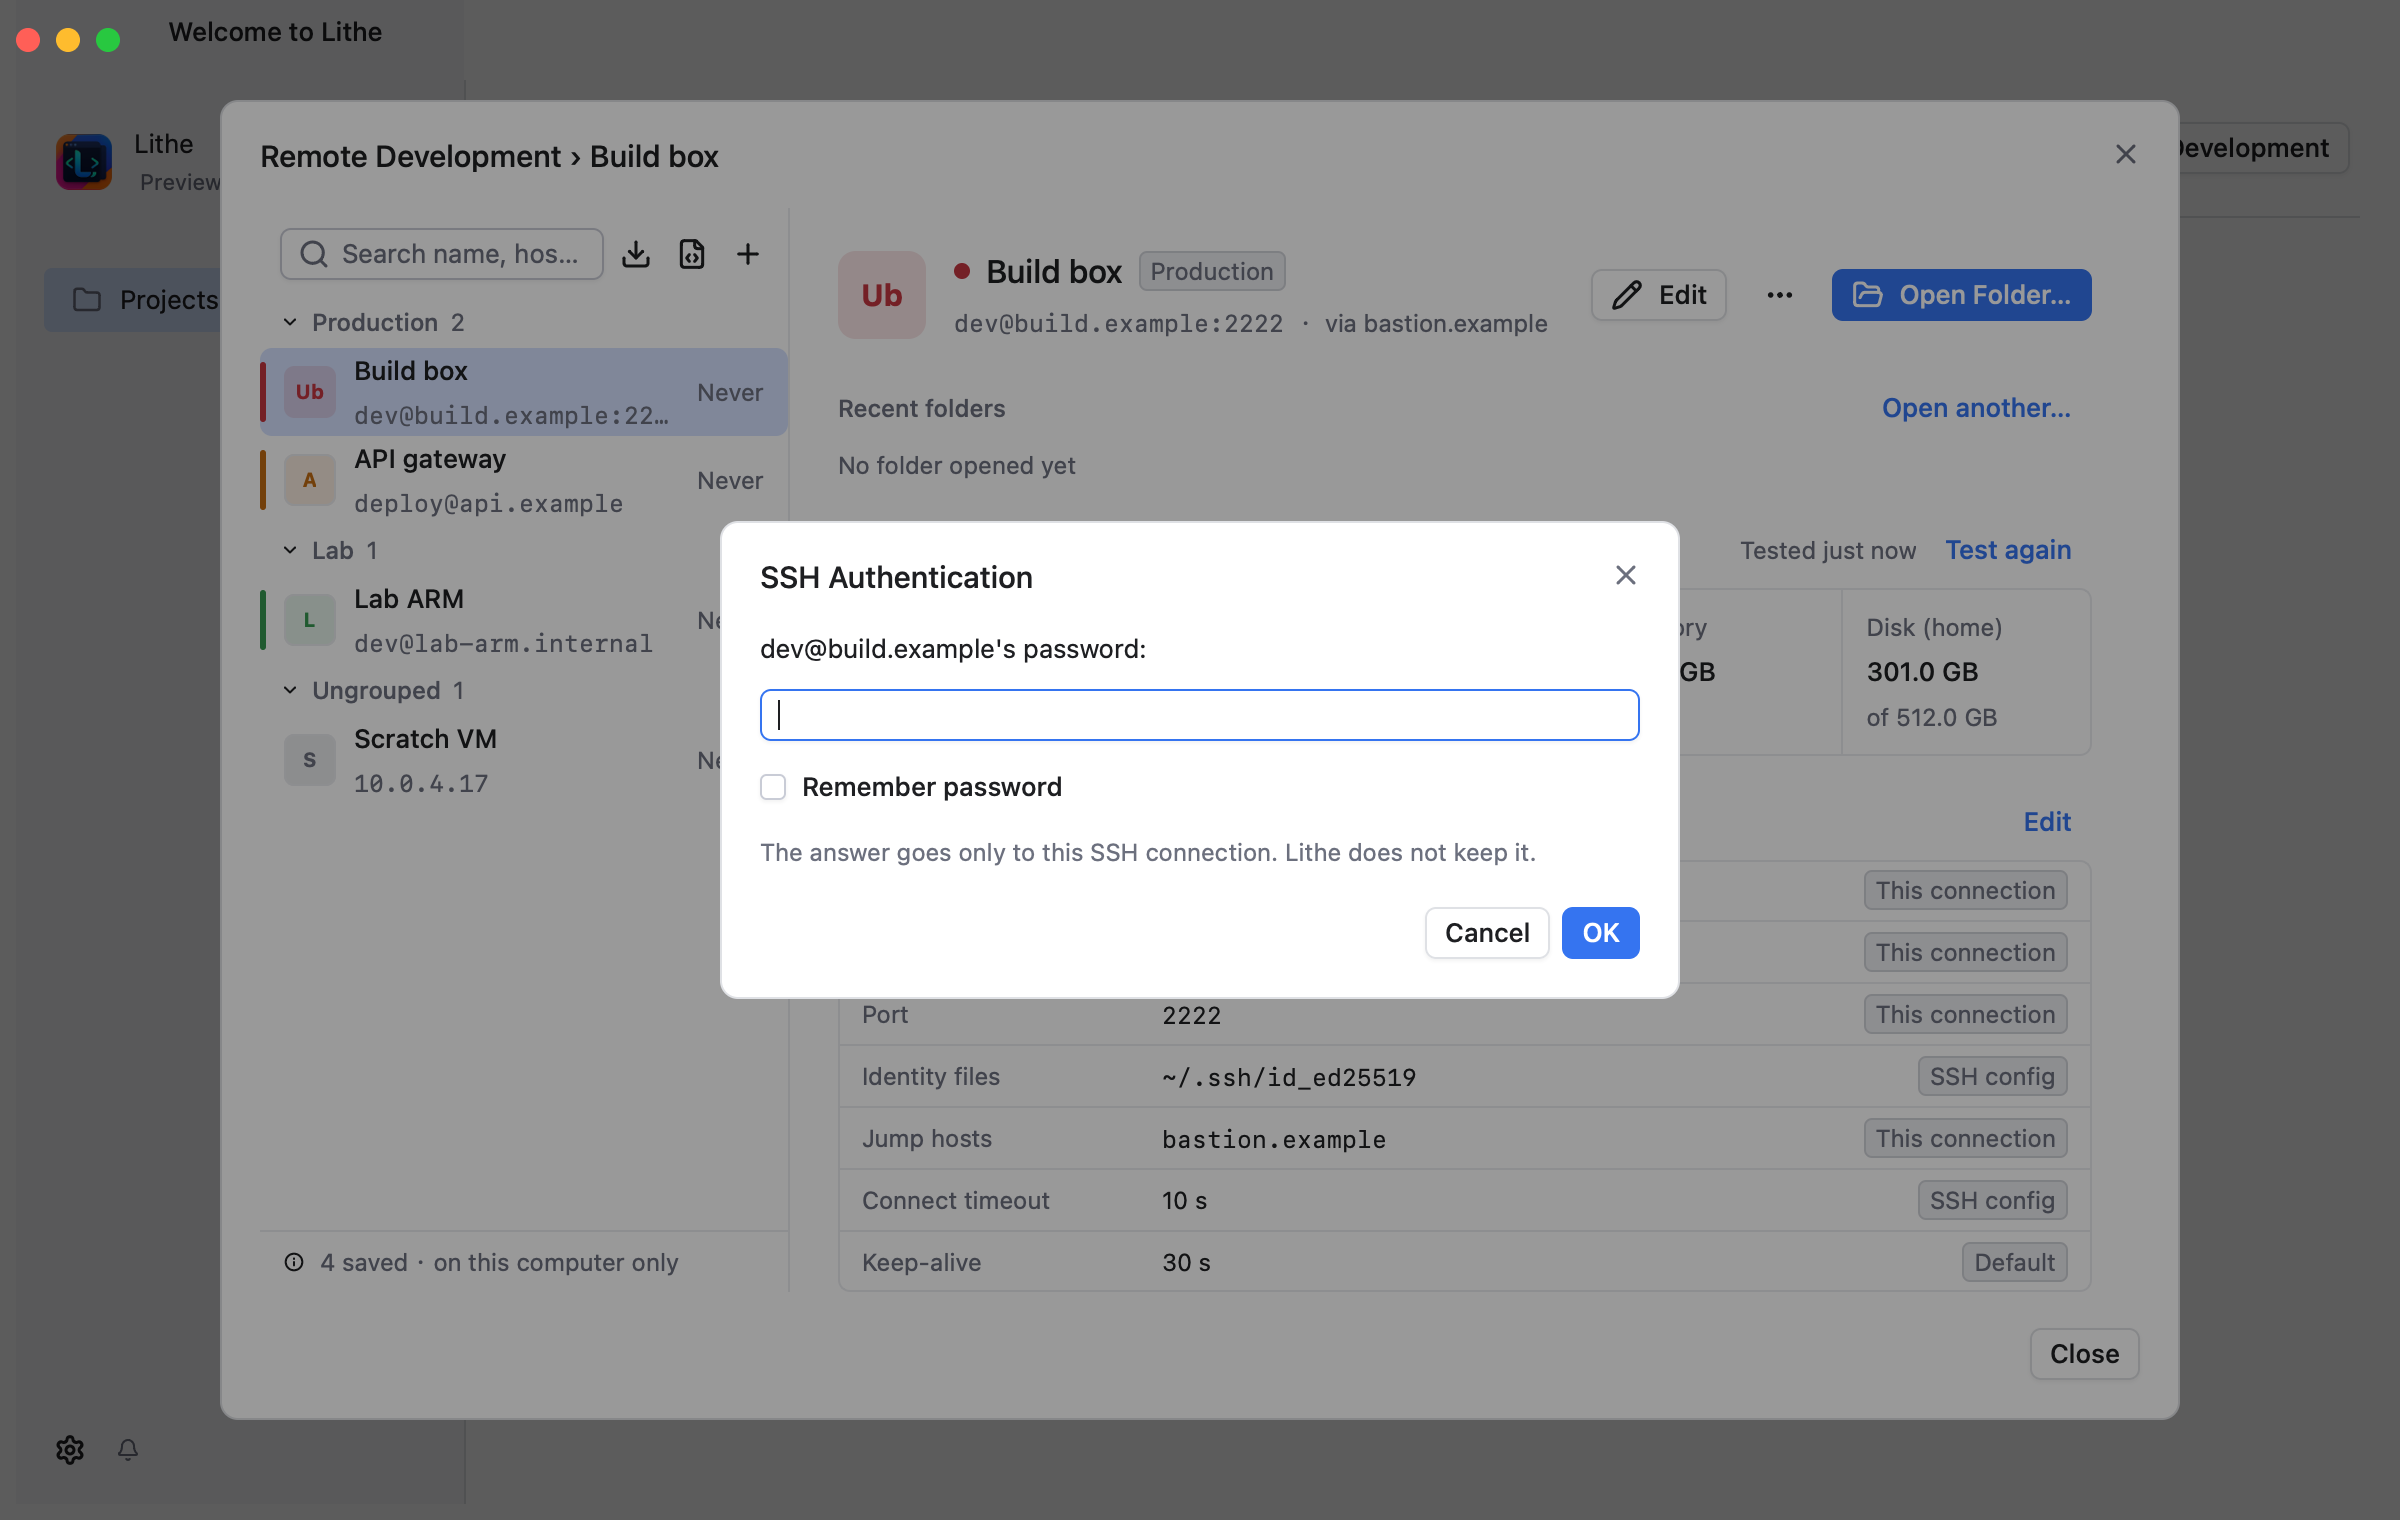 Welcome to Lithe
Lithe
Preview
Projects
Development
Remote Development › Build box
Search name, hos...
Production 2
Ub
Build box
dev@build.example:22…
Never
A
API gateway
deploy@api.example
Never
Lab 1
L
Lab ARM
dev@lab-arm.internal
Ne
Ungrouped 1
S
Scratch VM
10.0.4.17
Ne
4 saved · on this computer only
Ub
Build box
Production
dev@build.example:2222 · via bastion.example
Edit
Open Folder...
Recent folders
Open another...
No folder opened yet
Tested just now
Test again
ory
GB
Disk (home)
301.0 GB
of 512.0 GB
Edit
This connection
This connection
Port 2222 This connection
Identity files ~/.ssh/id_ed25519 SSH config
Jump hosts bastion.example This connection
Connect timeout 10 s SSH config
Keep-alive 30 s Default
Close
SSH Authentication
dev@build.example's password:
Remember password
The answer goes only to this SSH connection. Lithe does not keep it.
Cancel
OK